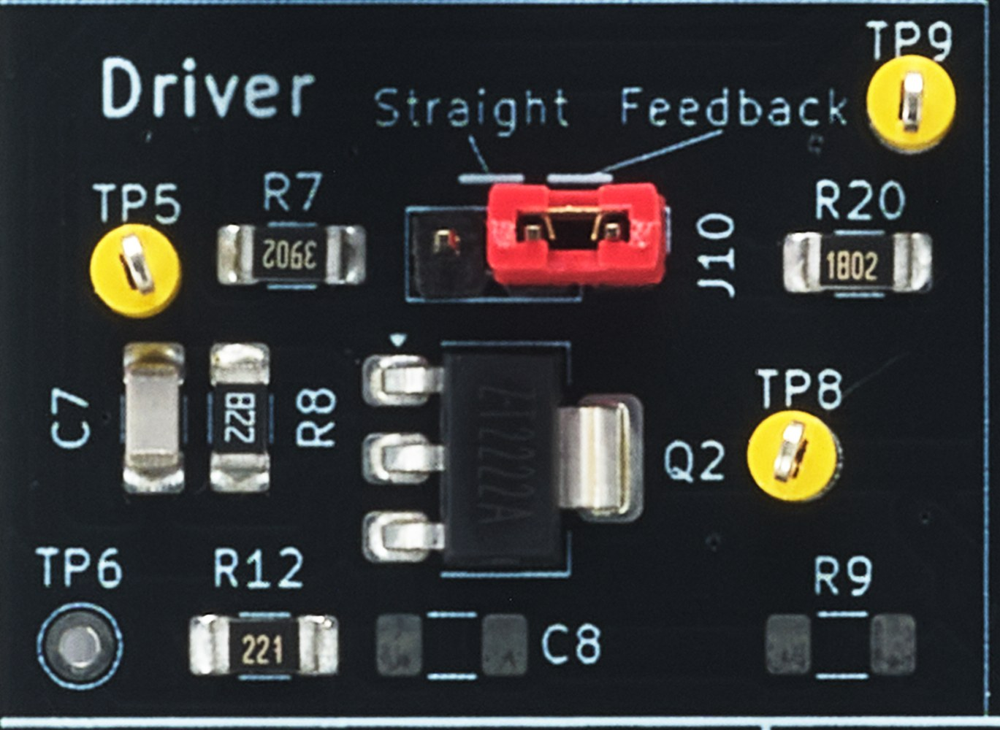 TP9
Driver
Straight Feedback
TP5
R7
3902
J10
R20
1802
C7
822
R8
Q2
TP8
TP6
R12
221
C8
R9